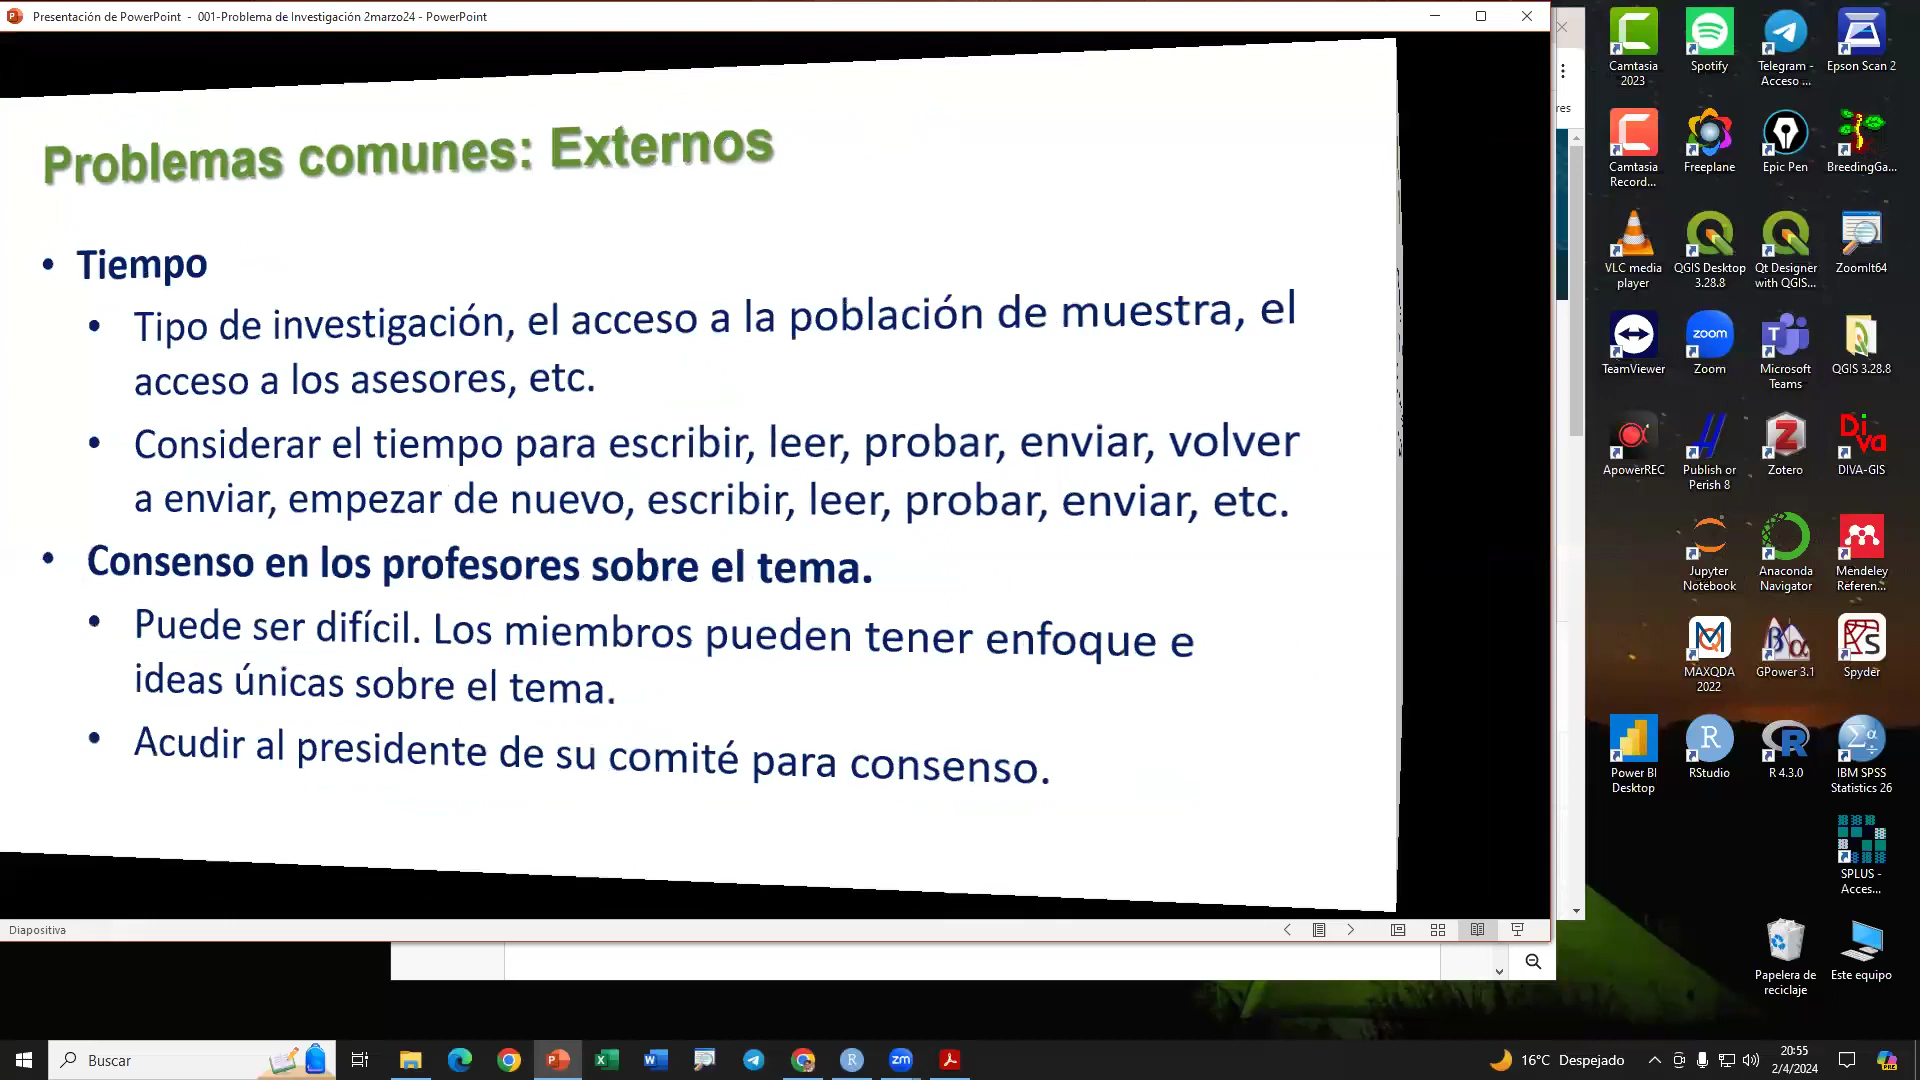 Presentación de PowerPoint - 001-Problema de Investigación 2marzo24 - PowerPoint
Problemas comunes: Externos
• Tiempo
• Tipo de investigación, el acceso a la población de muestra, el
acceso a los asesores, etc.
• Considerar el tiempo para escribir, leer, probar, enviar, volver
a enviar, empezar de nuevo, escribir, leer, probar, enviar, etc.
• Consenso en los profesores sobre el tema.
• Puede ser difícil. Los miembros pueden tener enfoque e
ideas únicas sobre el tema.
• Acudir al presidente de su comité para consenso.
Diapositiva
res
Camtasia
2023
Spotify
Telegram -
Acceso ...
Epson Scan 2
Camtasia
Record...
Freeplane
Epic Pen
BreedingGa...
VLC media
player
QGIS Desktop
3.28.8
Qt Designer
with QGIS...
ZoomIt64
TeamViewer
zoom
Zoom
Microsoft
Teams
QGIS 3.28.8
ApowerREC
Publish or
Perish 8
Zotero
DIVA-GIS
Jupyter
Notebook
Anaconda
Navigator
Mendeley
Referen...
MAXQDA
2022
GPower 3.1
Spyder
Power BI
Desktop
RStudio
R 4.3.0
IBM SPSS
Statistics 26
SPLUS -
Acces...
Papelera de
reciclaje
Este equipo
Buscar
zm
16°C Despejado
20:55
2/4/2024